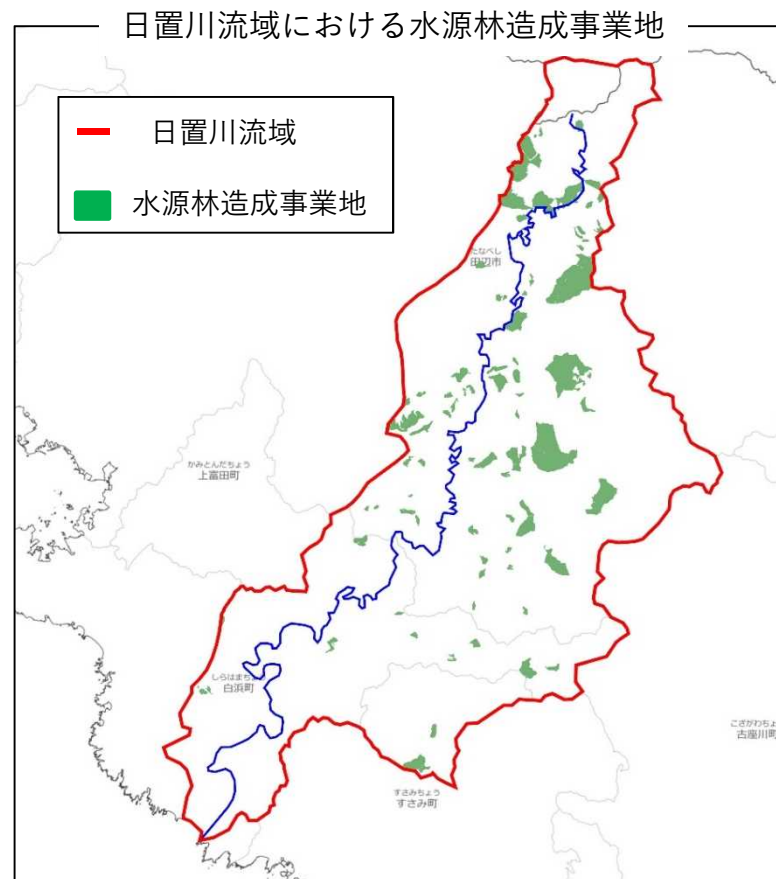 日置川流域における水源林造成事業地
日置川流域
水源林造成事業地
たなべし
田辺市
かみとんだちょう
上富田町
しらはまちょう
白浜町
こざがわちょ
古座川町
すさみちょう
すさみ町